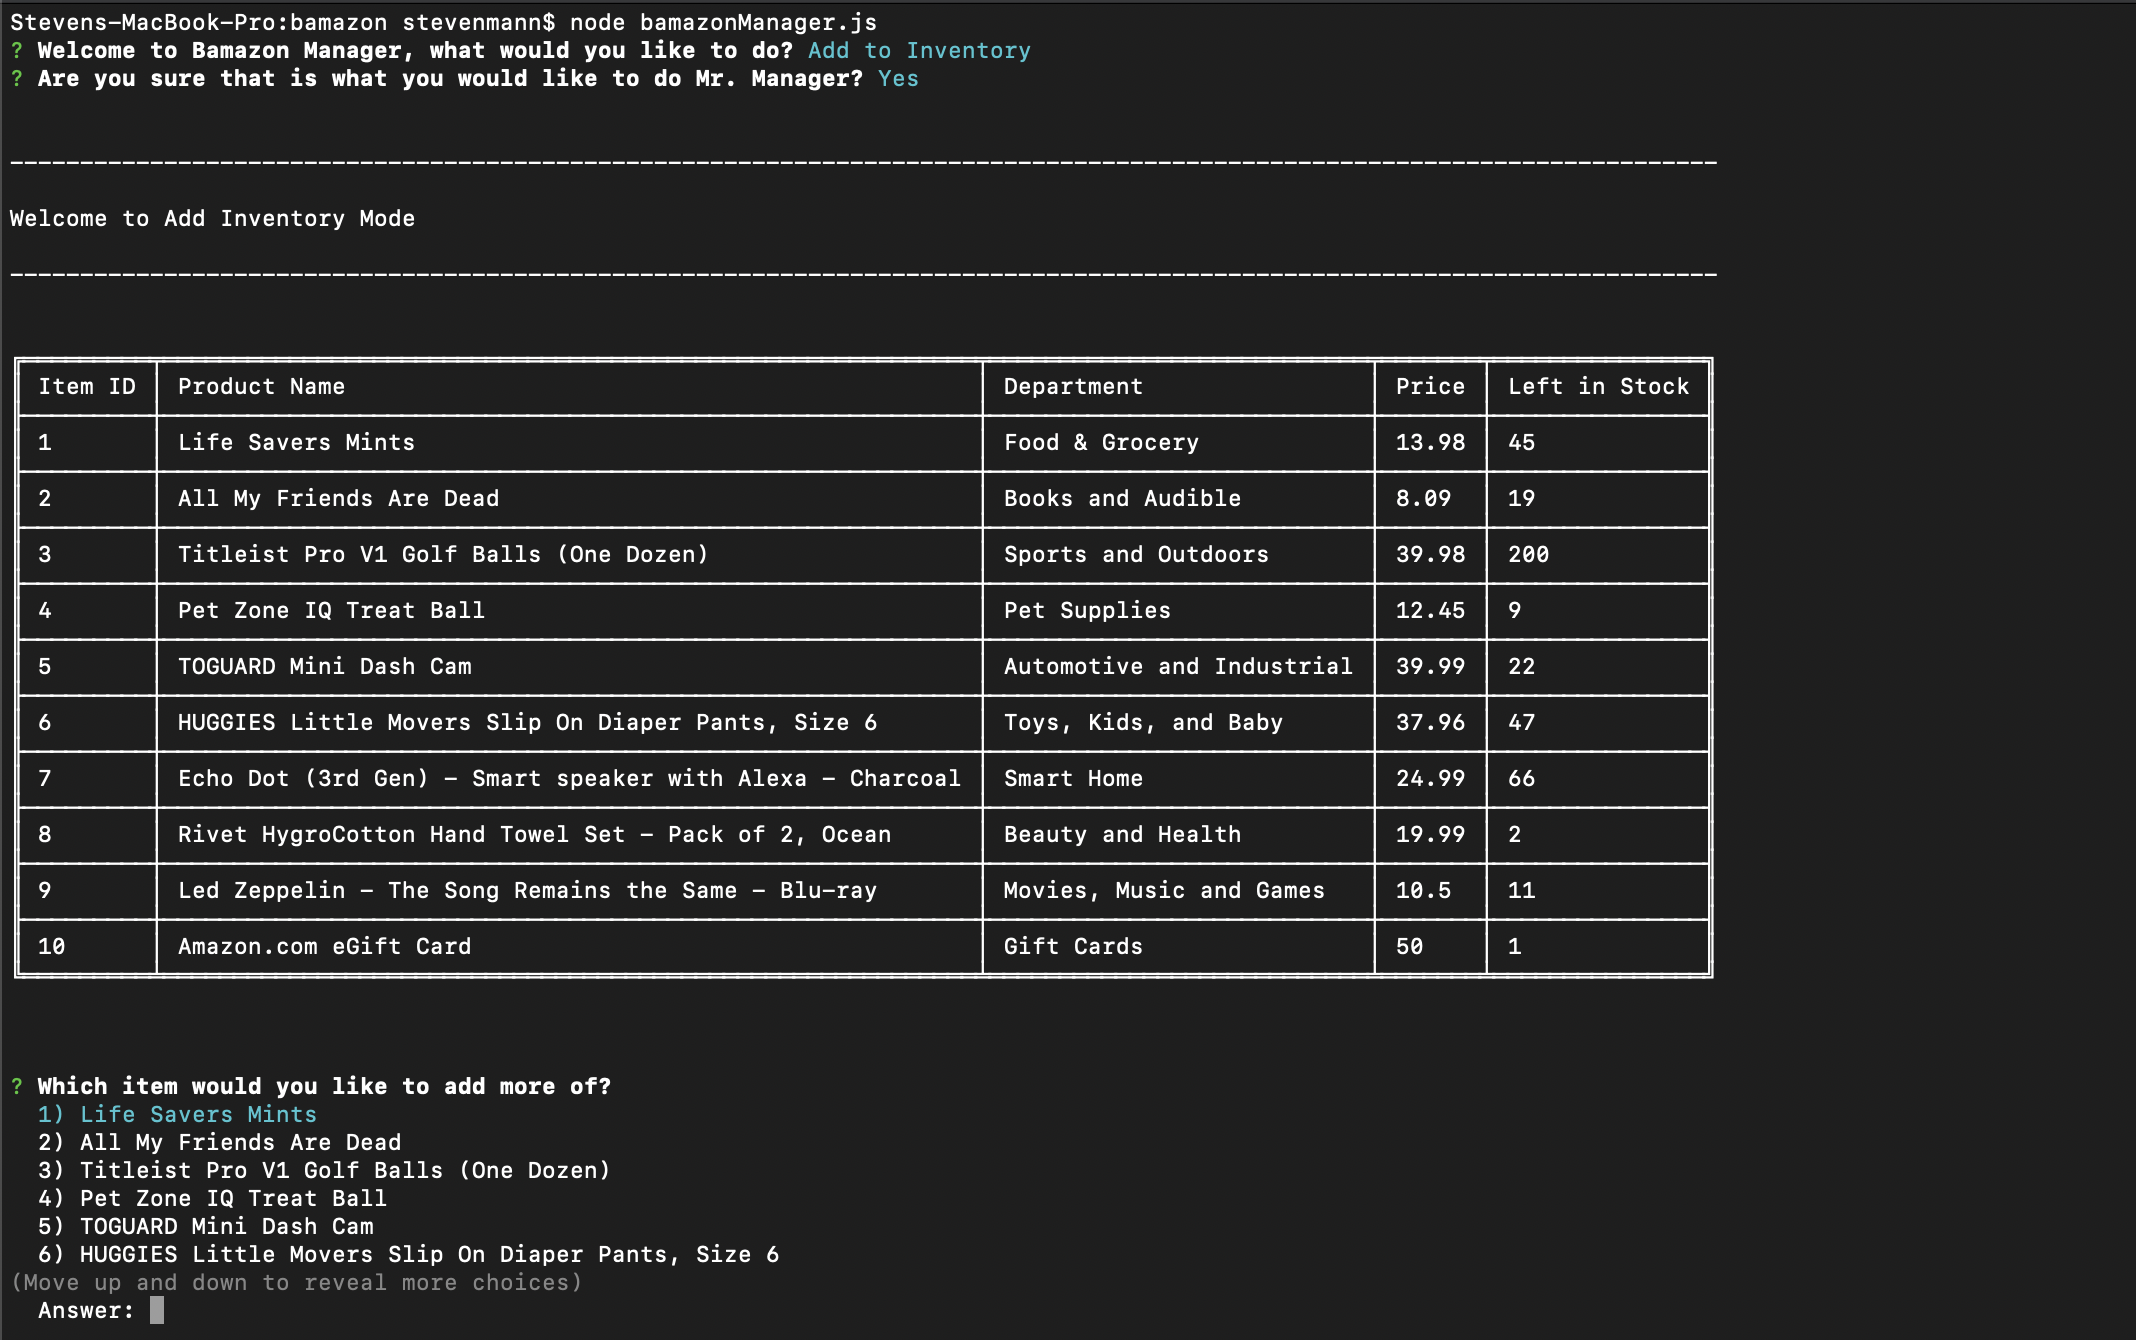 Stevens-MacBook-Pro:bamazon stevenmann$ node bamazonManager.js
? Welcome to Bamazon Manager, what would you like to do? Add to Inventory
? Are you sure that is what you would like to do Mr. Manager? Yes
Welcome to Add Inventory Mode
Item ID Product Name Department Price Left in Stock
1 Life Savers Mints Food & Grocery 13.98 45
2 All My Friends Are Dead Books and Audible 8.09 19
3 Titleist Pro V1 Golf Balls (One Dozen) Sports and Outdoors 39.98 200
4 Pet Zone IQ Treat Ball Pet Supplies 12.45 9
5 TOGUARD Mini Dash Cam Automotive and Industrial 39.99 22
6 HUGGIES Little Movers Slip On Diaper Pants, Size 6 Toys, Kids, and Baby 37.96 47
7 Echo Dot (3rd Gen) - Smart speaker with Alexa - Charcoal Smart Home 24.99 66
8 Rivet HygroCotton Hand Towel Set - Pack of 2, Ocean Beauty and Health 19.99 2
9 Led Zeppelin - The Song Remains the Same - Blu-ray Movies, Music and Games 10.5 11
10 Amazon.com eGift Card Gift Cards 50 1
? Which item would you like to add more of?
1) Life Savers Mints
2) All My Friends Are Dead
3) Titleist Pro V1 Golf Balls (One Dozen)
4) Pet Zone IQ Treat Ball
5) TOGUARD Mini Dash Cam
6) HUGGIES Little Movers Slip On Diaper Pants, Size 6
(Move up and down to reveal more choices)
Answer: